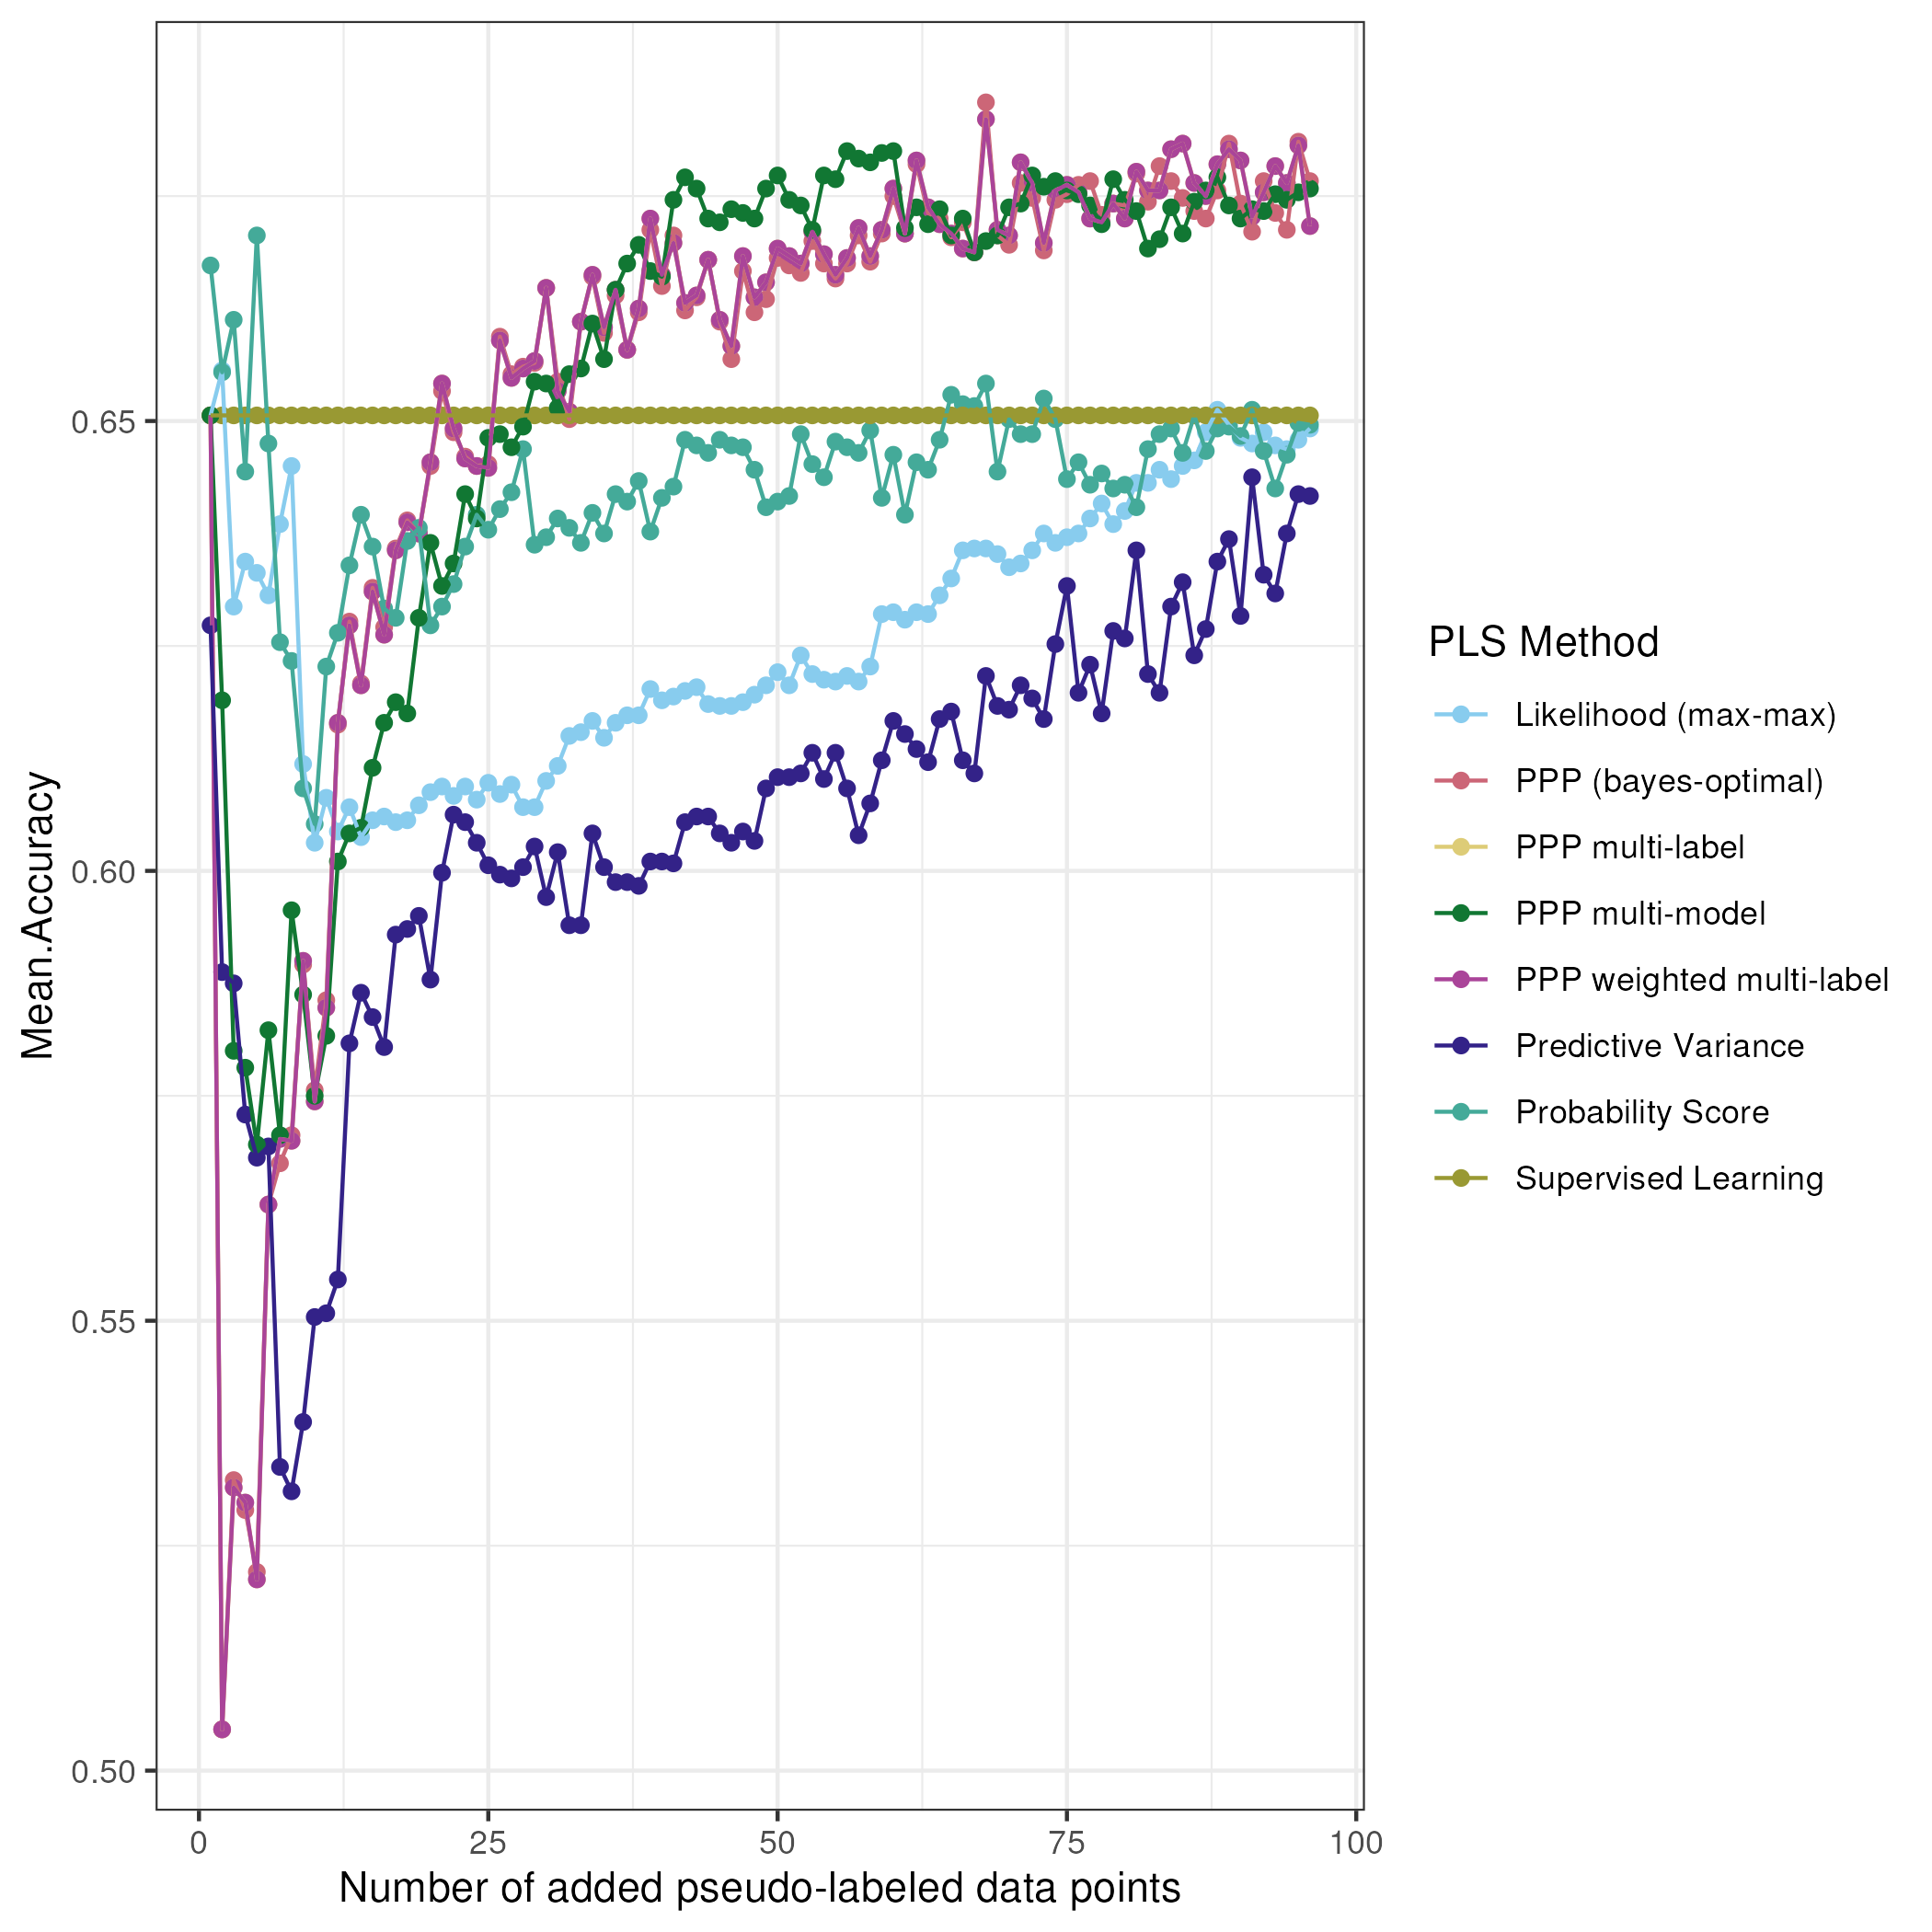 0.65
0.60
0.55
0.50
Mean.Accuracy
0
25
50
75
100
Number of added pseudo-labeled data points
PLS Method
Likelihood (max-max)
PPP (bayes-optimal)
PPP multi-label
PPP multi-model
PPP weighted multi-label
Predictive Variance
Probability Score
Supervised Learning